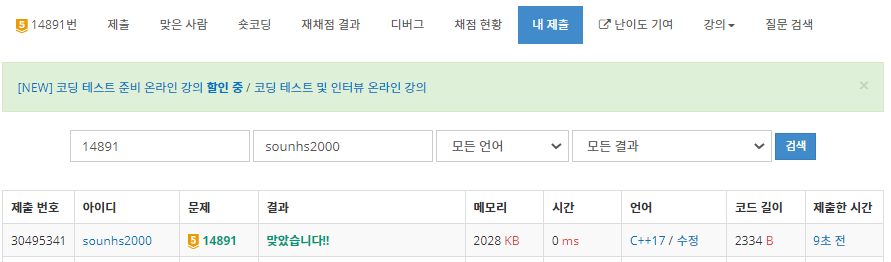 5 14891번 제출 맞은 사람 숏코딩 재채점 결과 디버그 채점 현황 내 제출 난이도 기여 강의 질문 검색
[NEW] 코딩 테스트 준비 온라인 강의 할인 중 / 코딩 테스트 및 인터뷰 온라인 강의 ×
14891 sounhs2000 모든 언어 모든 결과 검색
제출 번호 아이디 문제 결과 메모리 시간 언어 코드 길이 제출한 시간
30495341 sounhs2000 5 14891 맞았습니다!! 2028 KB 0 ms C++17 / 수정 2334 B 9초 전